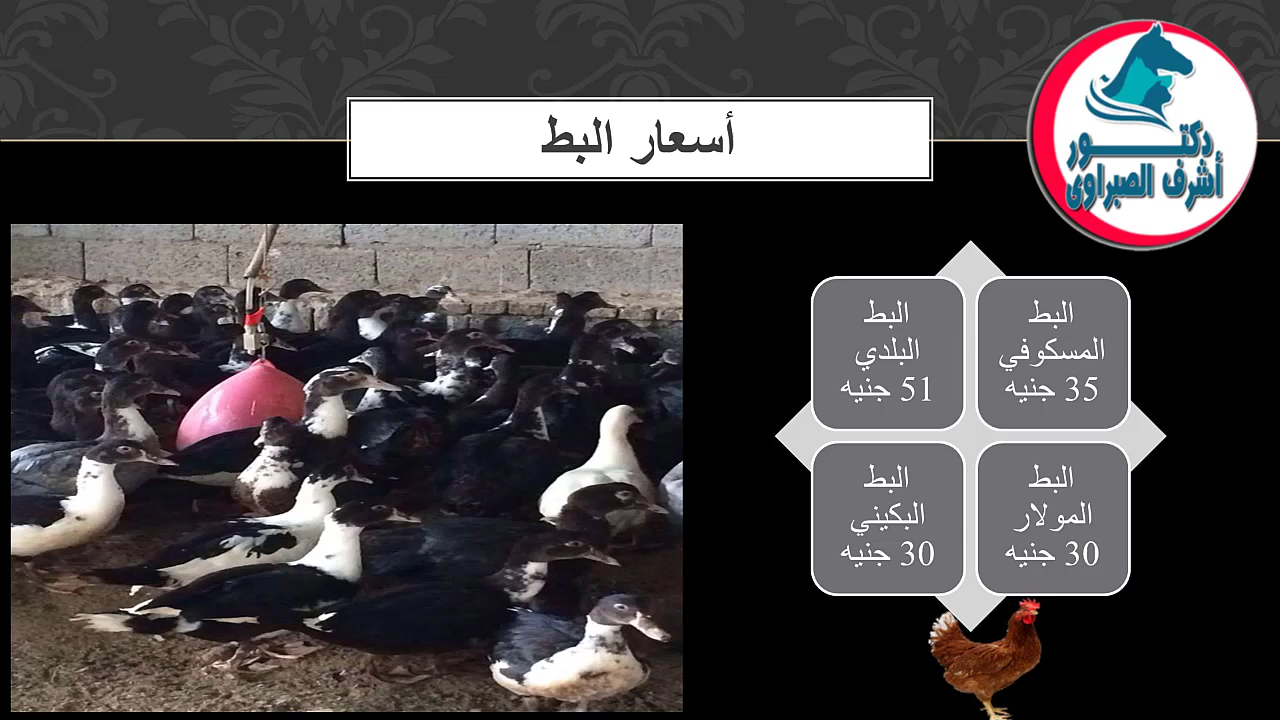 أسعار البط
دكتور
أشرف الصبراوى
البط
المسكوفي
35 جنيه
البط
البلدي
51 جنيه
البط
المولار
30 جنيه
البط
البكيني
30 جنيه